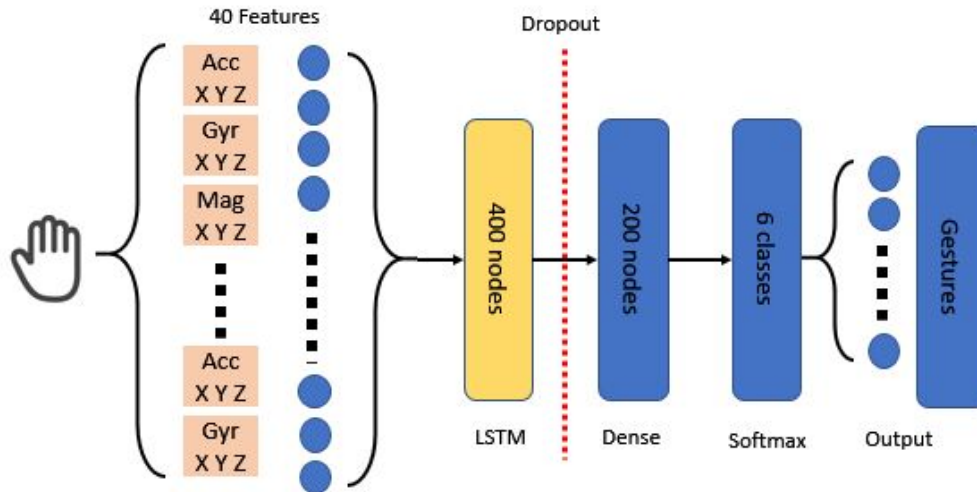 40 Features
Dropout
Acc
X Y Z
Gyr
X Y Z
Mag
X Y Z
Acc
X Y Z
Gyr
X Y Z
400 nodes
200 nodes
6 classes
Gestures
LSTM
Dense
Softmax
Output